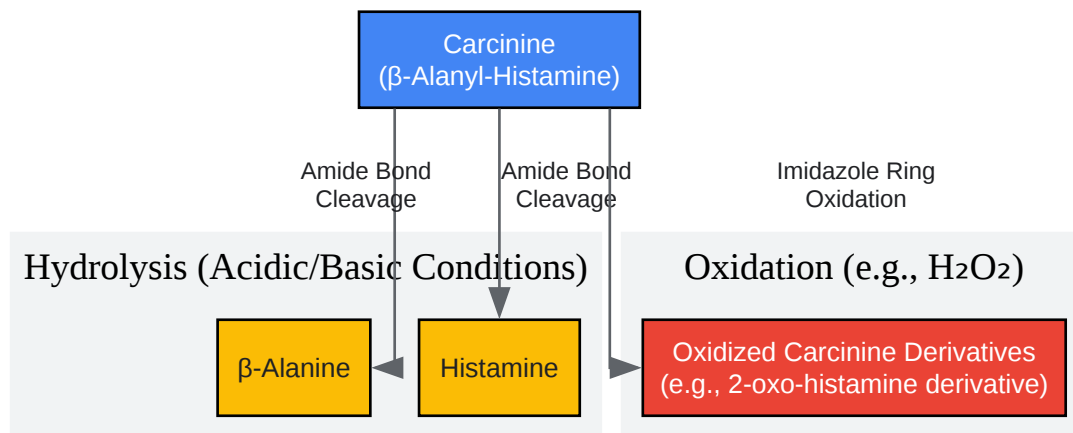 Carcinine
(β-Alanyl-Histamine)
Amide Bond
Cleavage
Amide Bond
Cleavage
Imidazole Ring
Oxidation
Hydrolysis (Acidic/Basic Conditions)
Oxidation (e.g., H₂O₂)
β-Alanine
Histamine
Oxidized Carcinine Derivatives
(e.g., 2-oxo-histamine derivative)